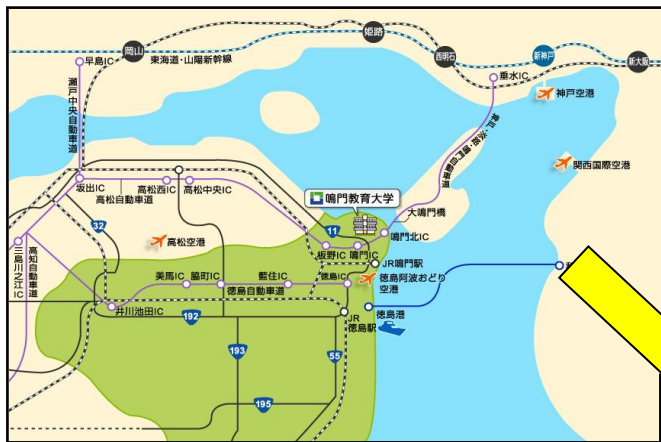 岡山
姫路
西明石
新神戸
新大阪
早島IC
東海道・山陽新幹線
垂水IC
神戸空港
瀬戸中央自動車道
神戸・淡路・鳴門自動車道
関西国際空港
坂出IC
高松西IC
高松中央IC
高松自動車道
鳴門教育大学
大鳴門橋
32
11
高松空港
鳴門北IC
板野IC
鳴門IC
三島川之江IC
高知自動車道
JR鳴門駅
美馬IC
脇町IC
藍住IC
徳島IC
徳島阿波おどり
空港
徳島自動車道
井川池田IC
192
JR
徳島駅
徳島港
193
55
195